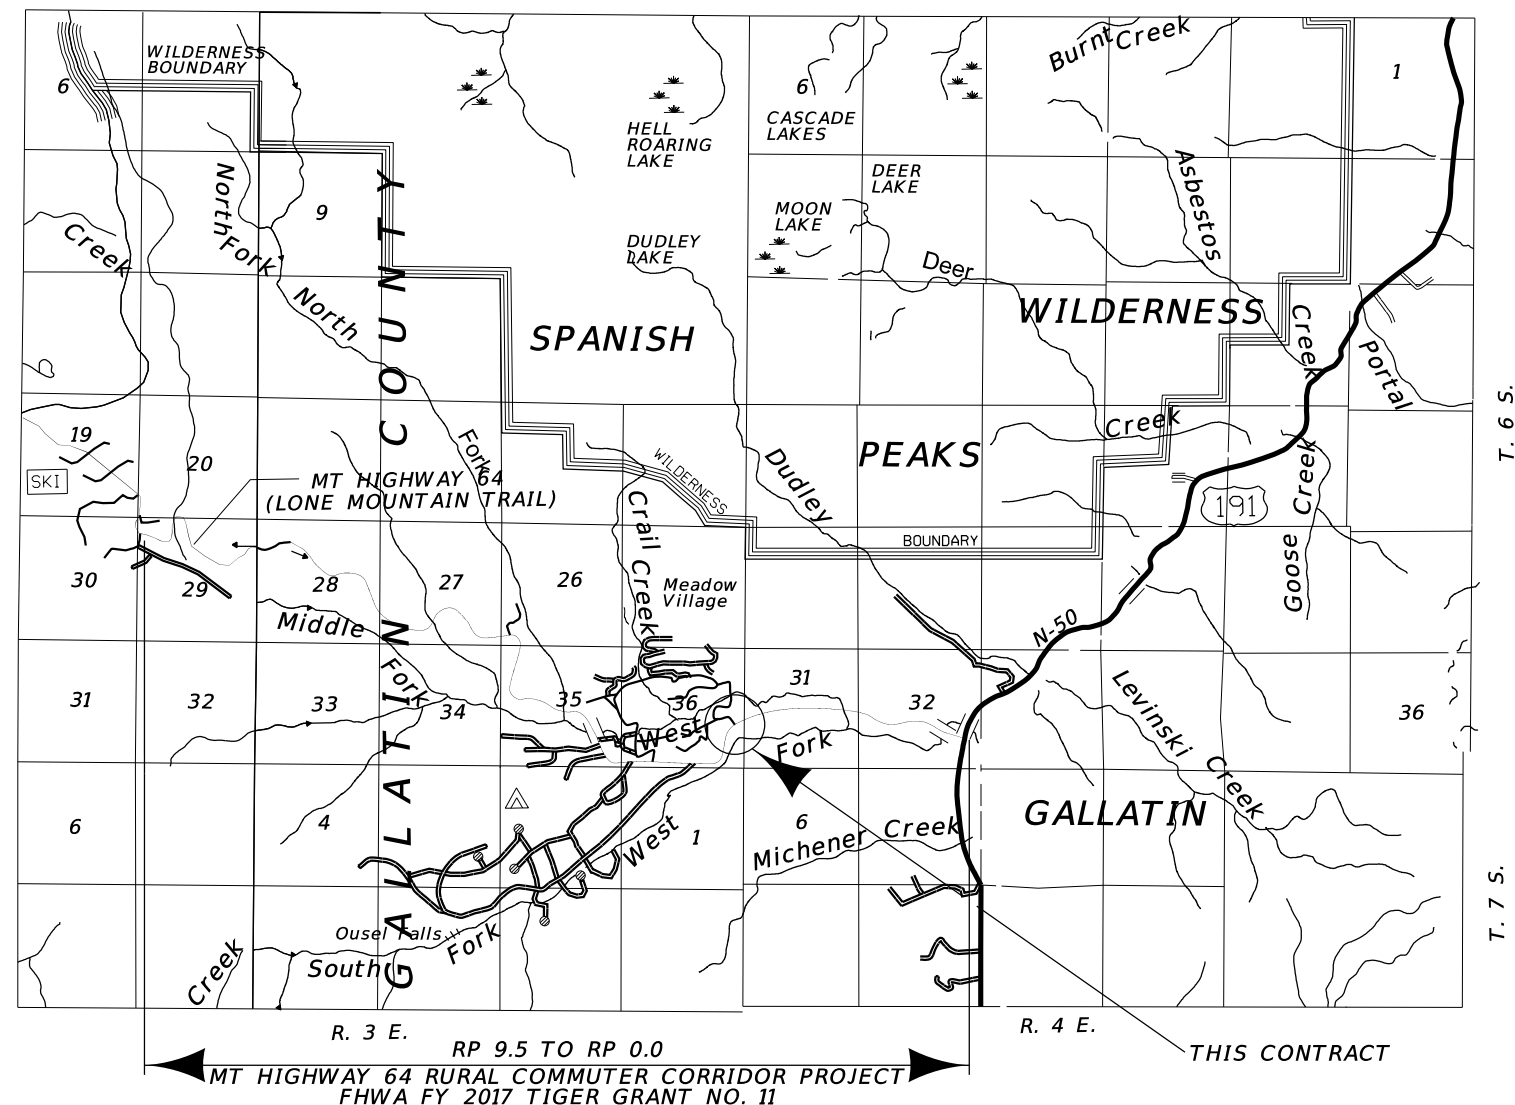 WILDERNESS
BOUNDARY
6
Burnt Creek
1
6
CASCADE
LAKES
HELL
ROARING
LAKE
DEER
LAKE
Asbestos
Creek
North Fork
9
MOON
LAKE
Creek
DUDLEY
LAKE
Deer
Creek
North
Fork
SPANISH
WILDERNESS
PEAKS
Portal
T. 6 S.
19
20
SKI
MT HIGHWAY 64
(LONE MOUNTAIN TRAIL)
WILDERNESS
BOUNDARY
Dudley
Crail Creek
191
Goose Creek
30
29
28
27
26
Meadow
Village
Middle
Fork
N-50
GALLATIN COUNTY
31
32
33
34
35
36
31
32
36
West
Fork
Levinski Creek
GALLATIN
6
4
1
6
West
Michener Creek
Ousel Falls
Fork
South
Creek
T. 7 S.
R. 3 E.
R. 4 E.
RP 9.5 TO RP 0.0
THIS CONTRACT
MT HIGHWAY 64 RURAL COMMUTER CORRIDOR PROJECT
FHWA FY 2017 TIGER GRANT NO. 11